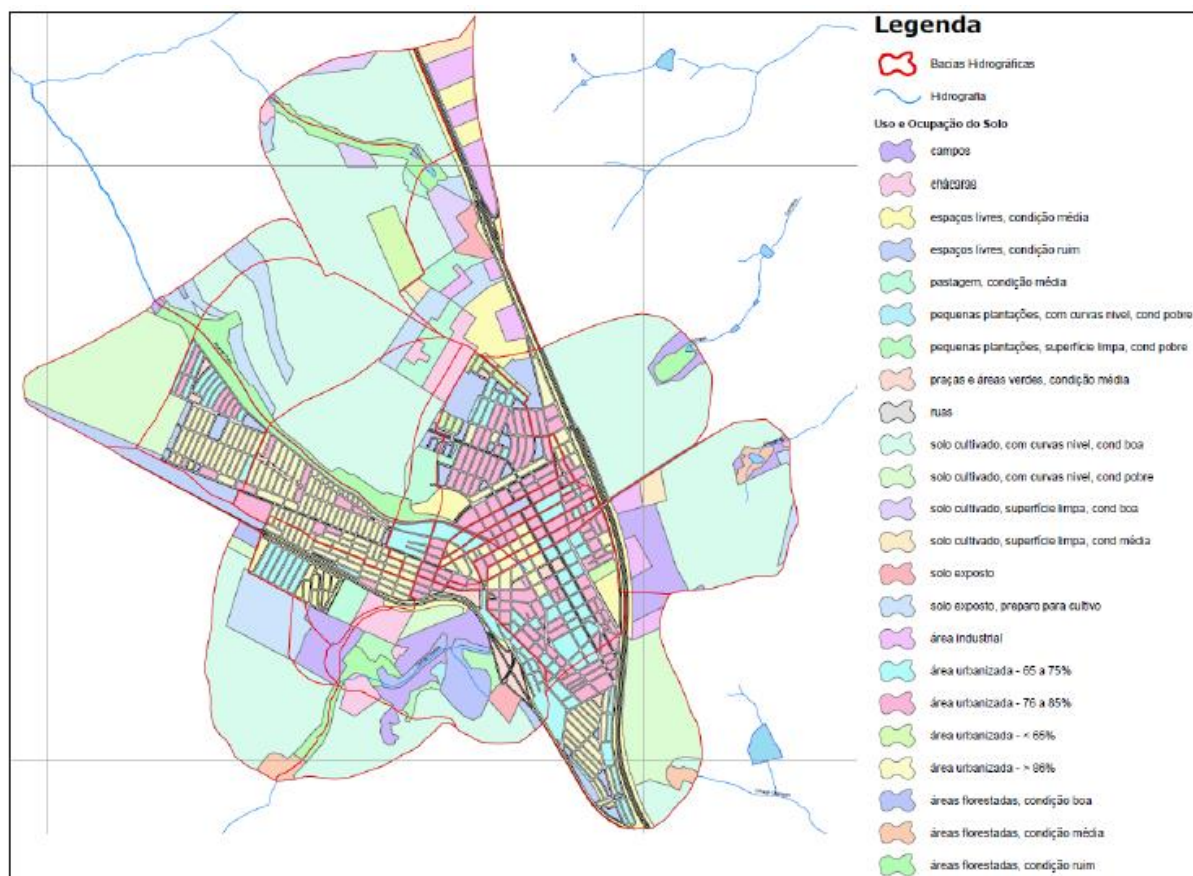 Legenda
Bacias Hidrográficas
Hidrografia
Uso e Ocupação do Solo
campos
chácaras
espaços livres, condição média
espaços livres, condição ruim
pastagem, condição média
pequenas plantações, com curvas nível, cond pobre
pequenas plantações, superfície limpa, cond pobre
praças e áreas verdes, condição média
ruas
solo cultivado, com curvas nível, cond boa
solo cultivado, com curvas nível, cond pobre
solo cultivado, superfície limpa, cond boa
solo cultivado, superfície limpa, cond média
solo exposto
solo exposto, preparo para cultivo
área industrial
área urbanizada - 65 a 75%
área urbanizada - 76 a 85%
área urbanizada - < 65%
área urbanizada - > 86%
áreas florestadas, condição boa
áreas florestadas, condição média
áreas florestadas, condição ruim